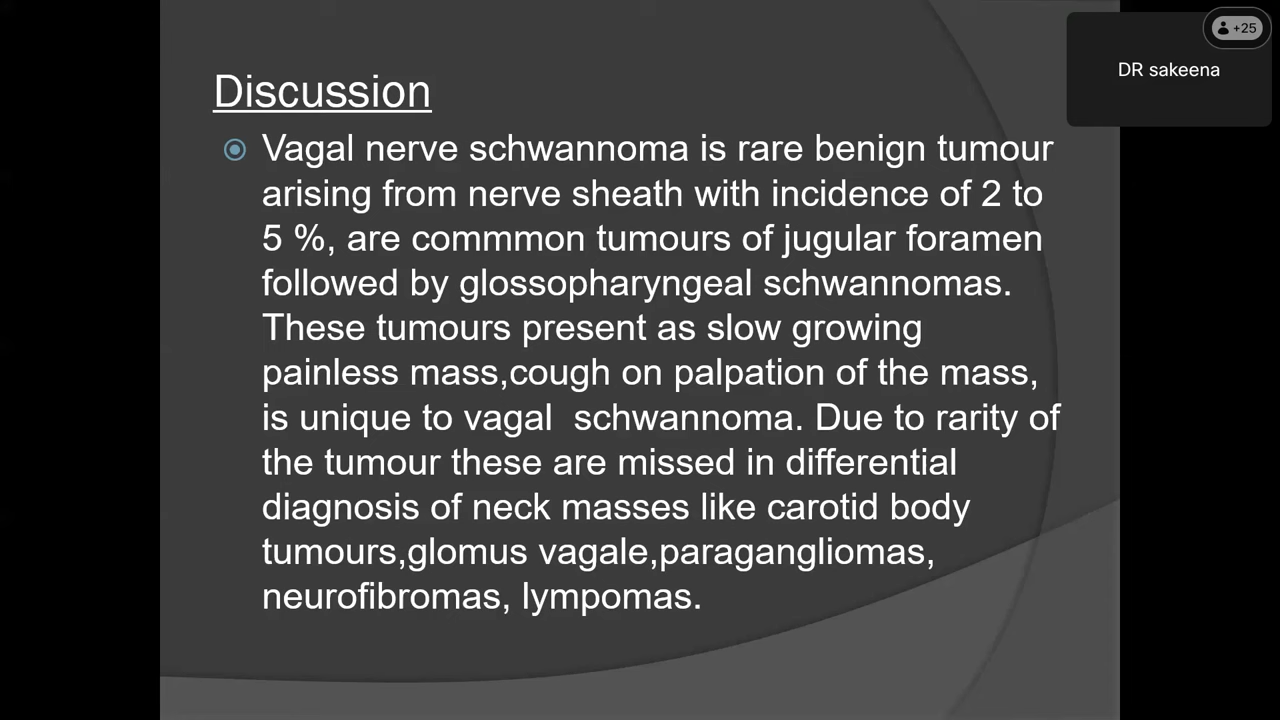 +25
DR sakeena
Discussion
Vagal nerve schwannoma is rare benign tumour
arising from nerve sheath with incidence of 2 to
5 %, are commmon tumours of jugular foramen
followed by glossopharyngeal schwannomas.
These tumours present as slow growing
painless mass,cough on palpation of the mass,
is unique to vagal  schwannoma. Due to rarity of
the tumour these are missed in differential
diagnosis of neck masses like carotid body
tumours,glomus vagale,paragangliomas,
neurofibromas, lympomas.